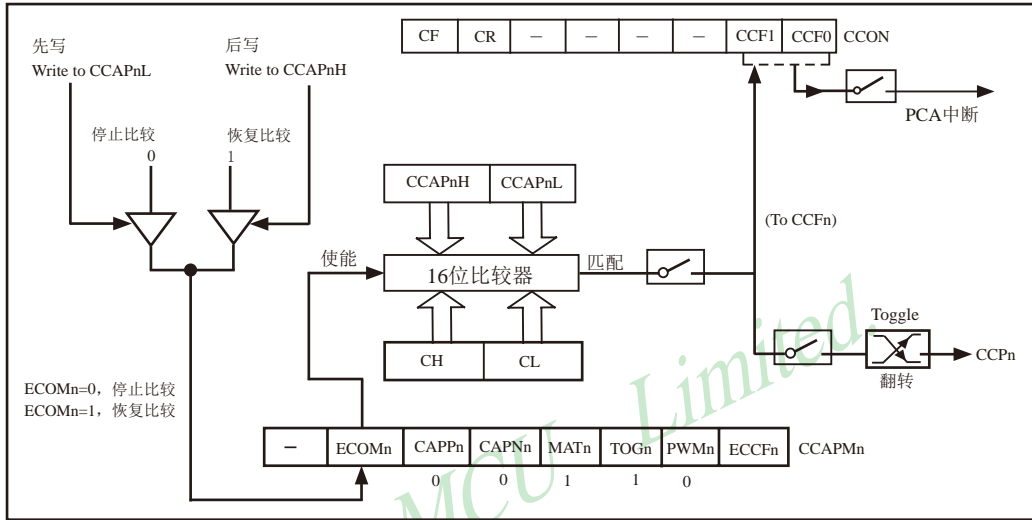 CF CR − − − − CCF1 CCF0 CCON
先写
Write to CCAPnL
后写
Write to CCAPnH
PCA中断
停止比较
0
恢复比较
1
CCAPnH CCAPnL
(To CCFn)
使能
16位比较器
匹配
Toggle
CH CL
CCPn
翻转
ECOMn=0，停止比较
ECOMn=1，恢复比较
− ECOMn CAPPn CAPNn MATn TOGn PWMn ECCFn CCAPMn
0 0 1 1 0
MCU Limited.